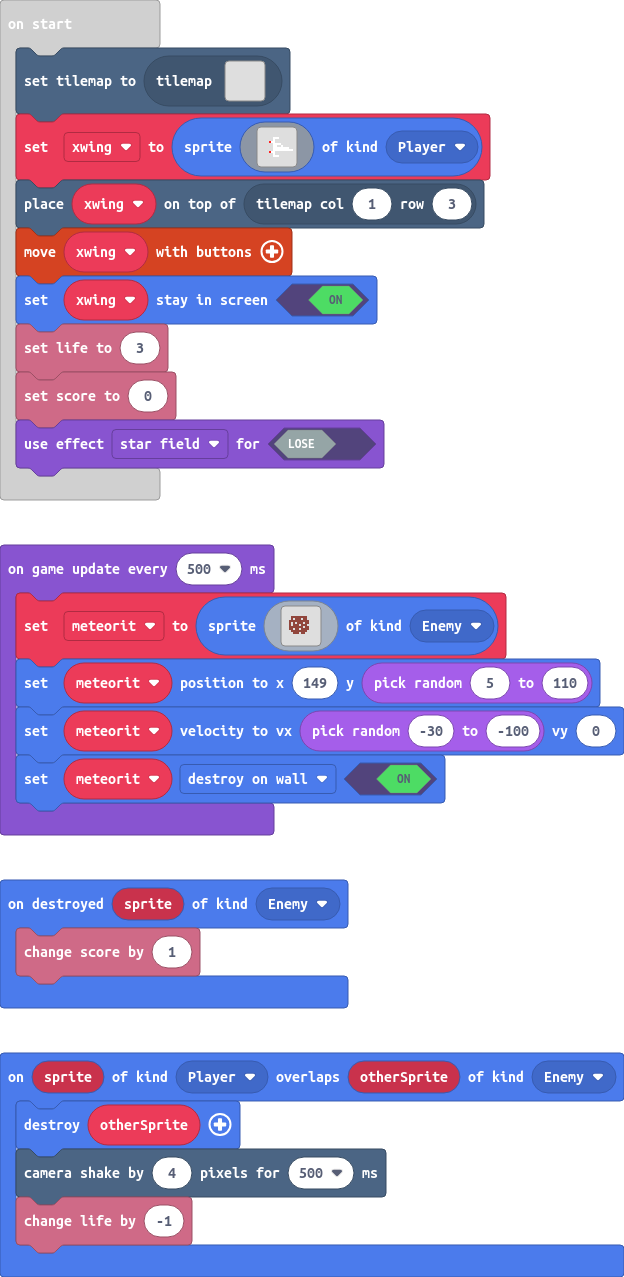 on start
set tilemap to tilemap
set xwing to sprite of kind Player
place xwing on top of tilemap col 1 row 3
move xwing with buttons
set xwing stay in screen ON
set life to 3
set score to 0
use effect star field for LOSE
on game update every 500 ms
set meteorit to sprite of kind Enemy
set meteorit position to x 149 y pick random 5 to 110
set meteorit velocity to vx pick random -30 to -100 vy 0
set meteorit destroy on wall ON
on destroyed sprite of kind Enemy
change score by 1
on sprite of kind Player overlaps otherSprite of kind Enemy
destroy otherSprite
camera shake by 4 pixels for 500 ms
change life by -1